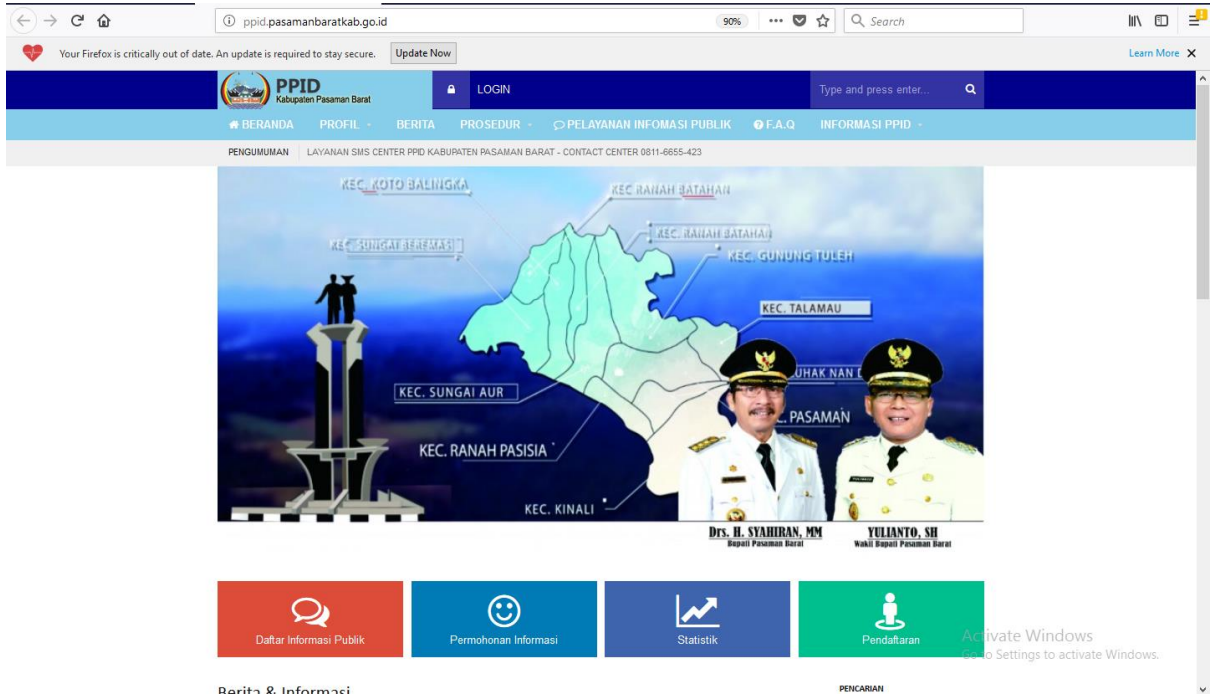 ppid.pasamanbaratkab.go.id
90%
Search
Your Firefox is critically out of date. An update is required to stay secure.
Update Now
Learn More
PPID
Kabupaten Pasaman Barat
LOGIN
Type and press enter...
BERANDA PROFIL BERITA PROSEDUR PELAYANAN INFOMASI PUBLIK F.A.Q INFORMASI PPID
PENGUMUMAN LAYANAN SMS CENTER PPID KABUPATEN PASAMAN BARAT - CONTACT CENTER 0811-6655-423
KEC. KOTO BALINGKA
KEC RANAH BATAHAN
KEC. RANAH BATAHAN
KEC. SUNGAI BEREMAS
KEC. GUNUNG TULEH
KEC. TALAMAU
UHAK NAN
KEC. SUNGAI AUR
PASAMAN
KEC. RANAH PASISIA
KEC. KINALI
Drs. H. SYAHIRAN, MM
Bupati Pasaman Barat
YULIANTO, SH
Wakil Bupati Pasaman Barat
Daftar Informasi Publik
Permohonan Informasi
Statistik
Pendaftaran
Activate Windows
Go to Settings to activate Windows.
Berita & Informasi
PENCARIAN